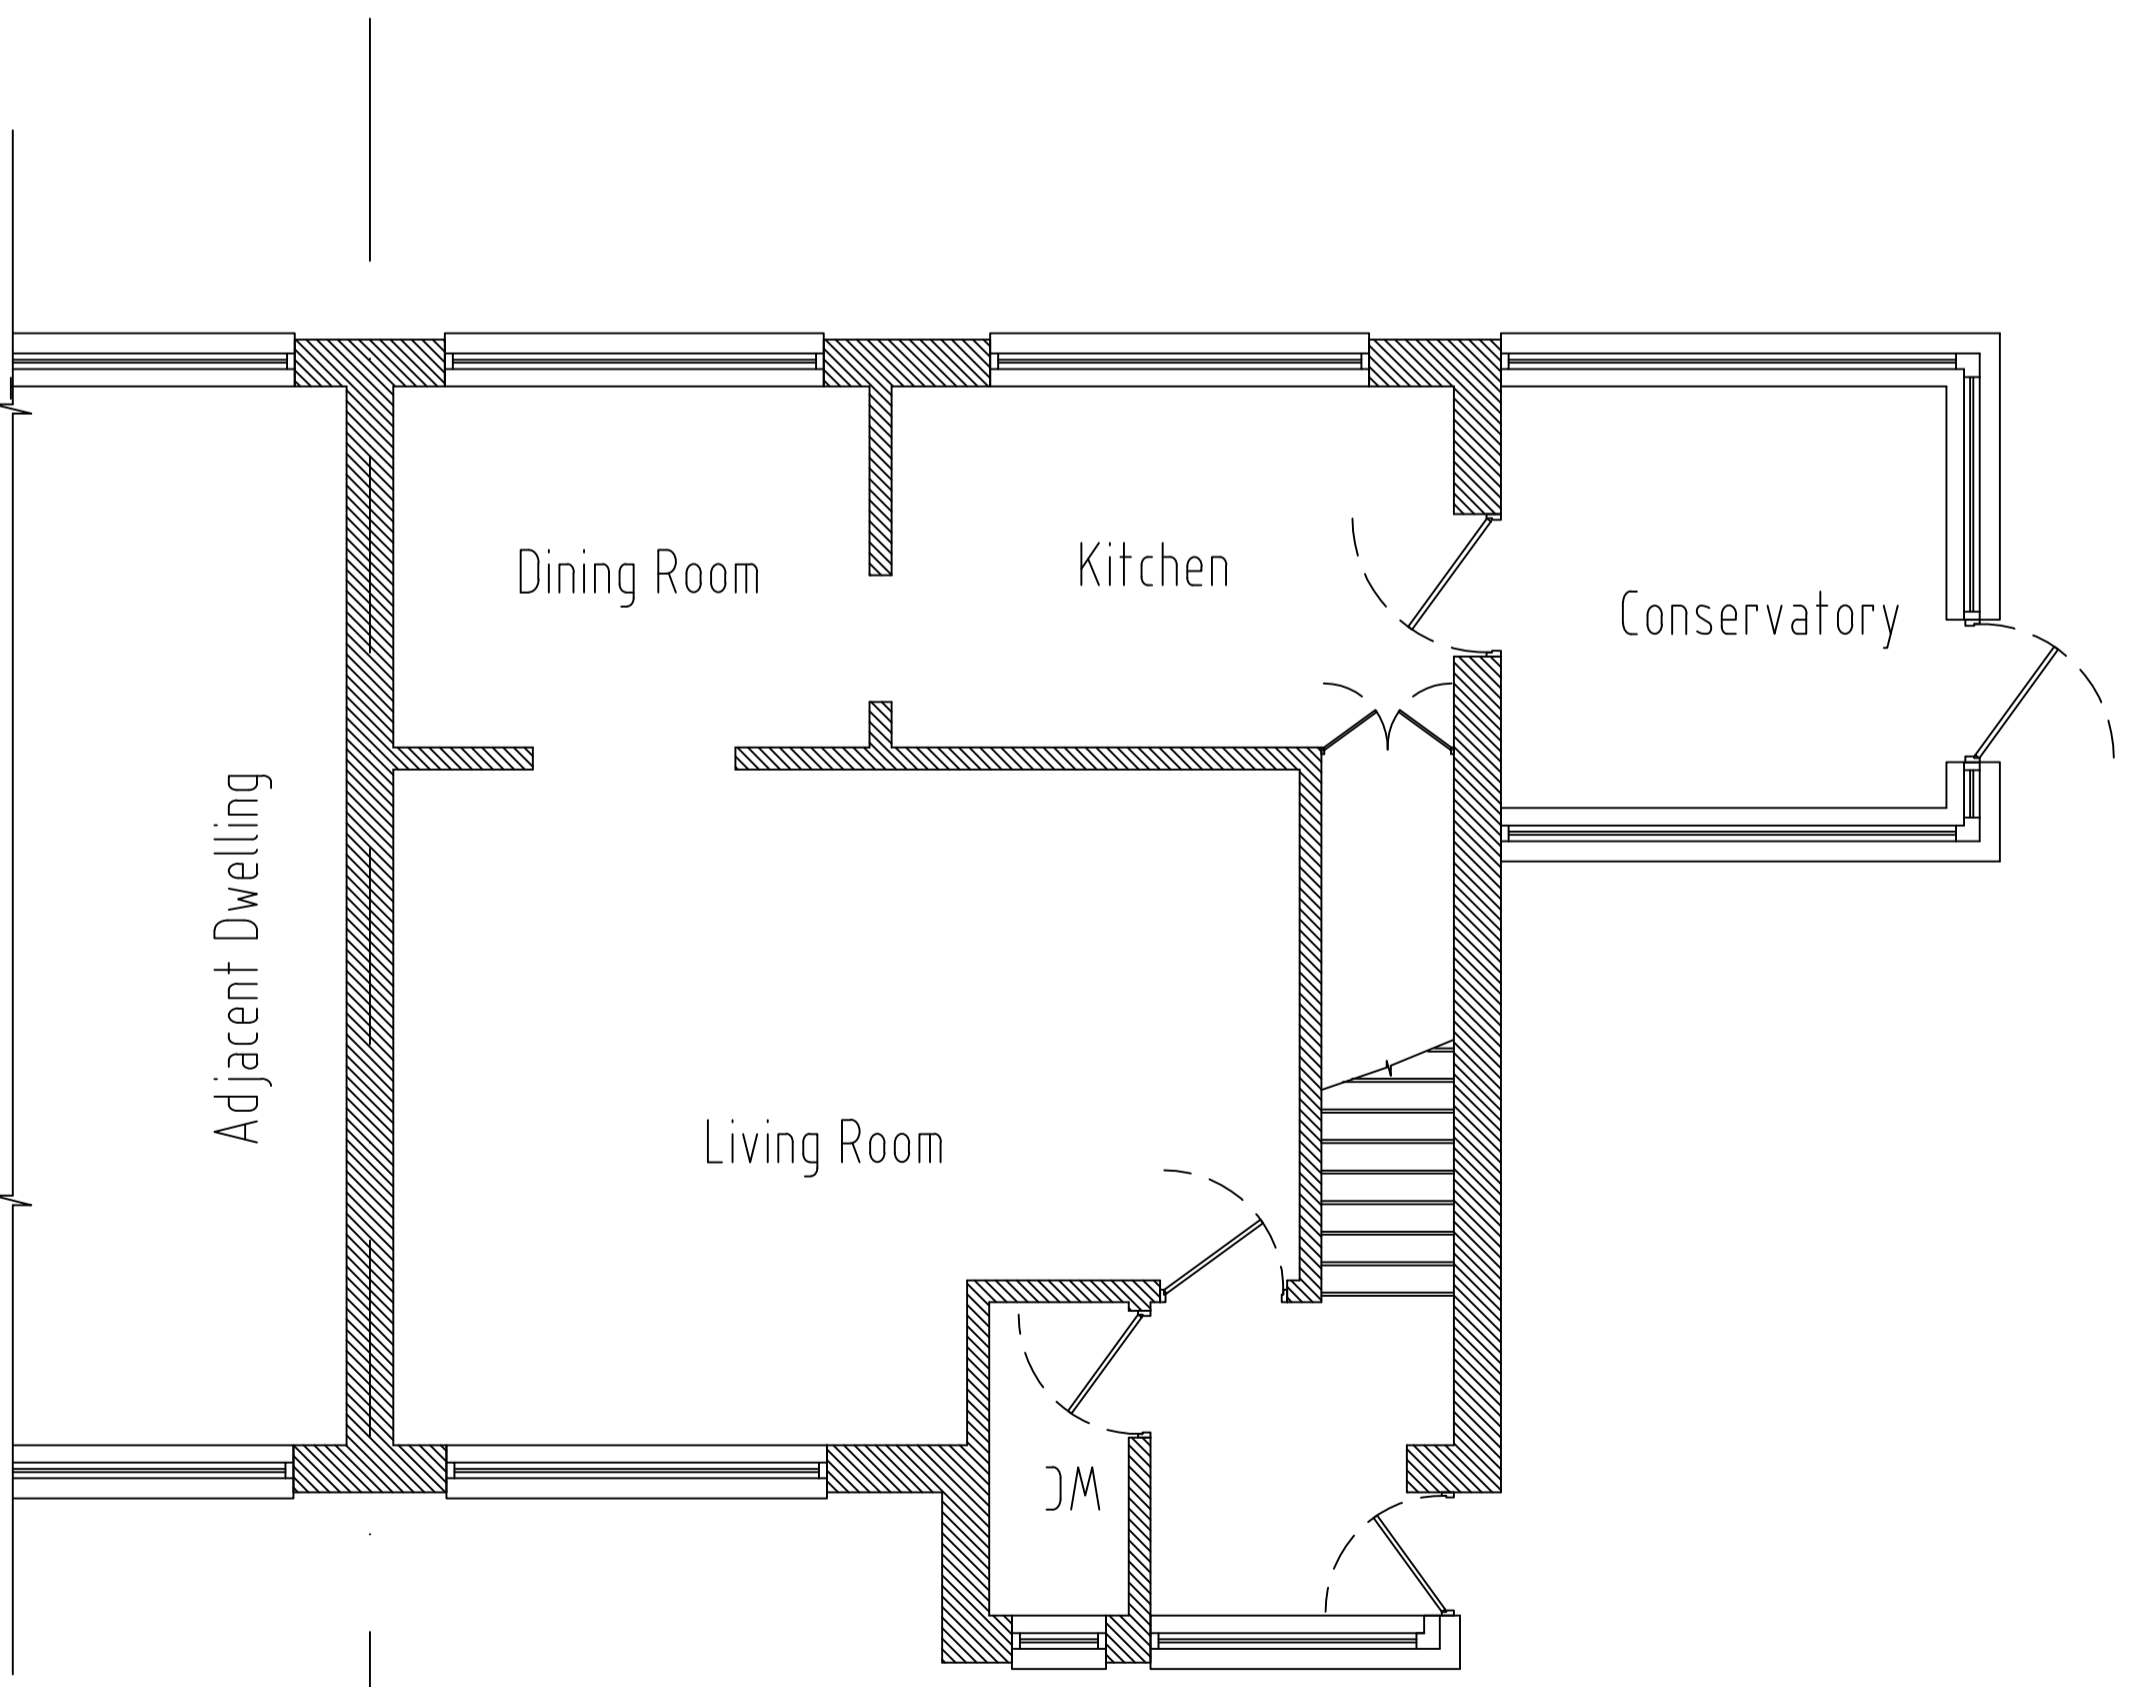 Dining Room
Kitchen
Conservatory
Adjacent Dwelling
Living Room
WC